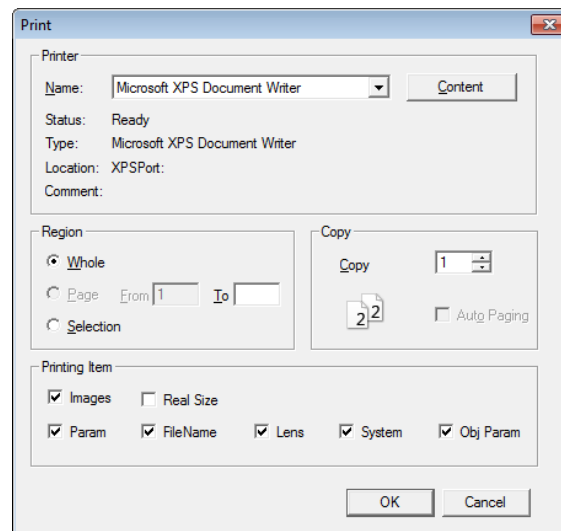 Print
Printer
Name: Microsoft XPS Document Writer Content
Status: Ready
Type: Microsoft XPS Document Writer
Location: XPSPort:
Comment:
Region Copy
Whole Copy 1
Page From 1 To
2 2 Auto Paging
Selection
Printing Item
Images Real Size
Param FileName Lens System Obj Param
OK Cancel